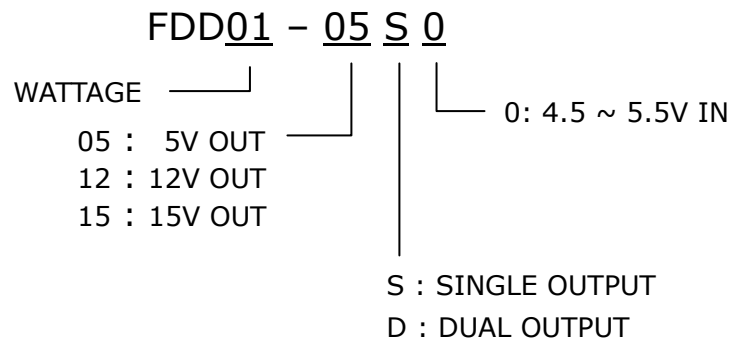 FDD01 – 05 S 0
WATTAGE
0: 4.5 ~ 5.5V IN
05 : 5V OUT
12 : 12V OUT
15 : 15V OUT
S : SINGLE OUTPUT
D : DUAL OUTPUT